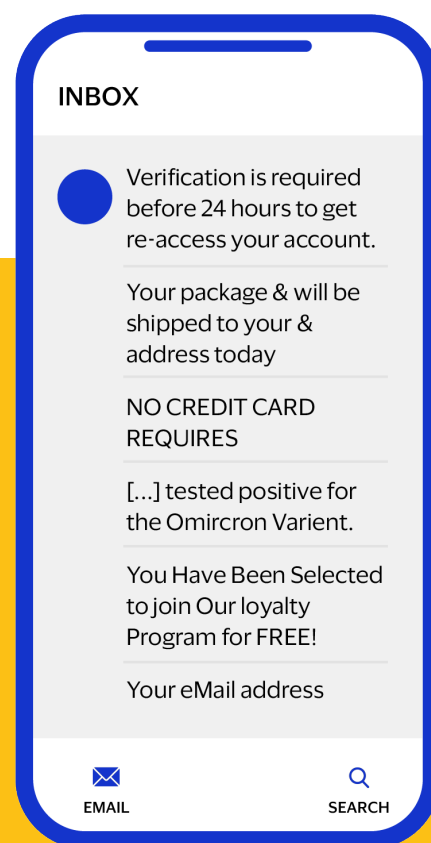 INBOX
Verification is required
before 24 hours to get
re-access your account.
Your package & will be
shipped to your &
address today
NO CREDIT CARD
REQUIRES
[...] tested positive for
the Omircron Varient.
You Have Been Selected
to join Our loyalty
Program for FREE!
Your eMail address
EMAIL
SEARCH